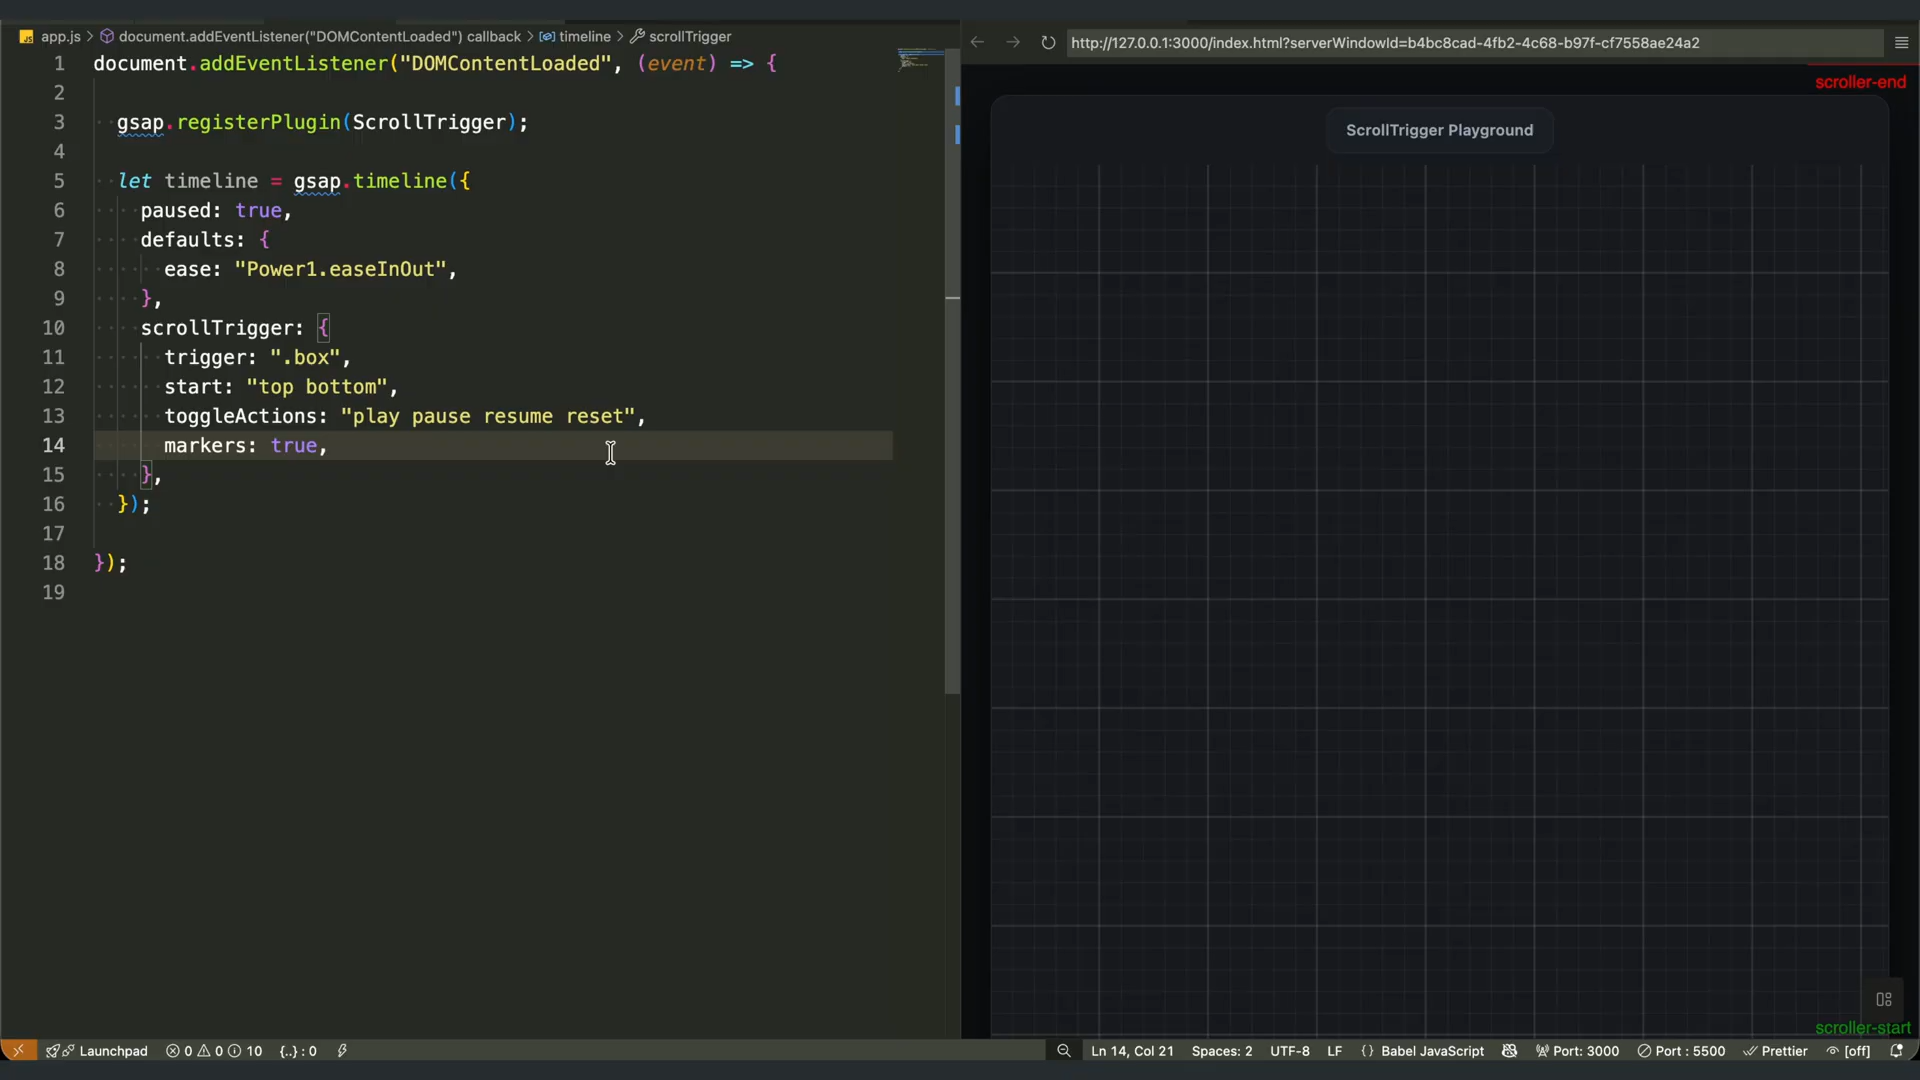 app.js > document.addEventListener("DOMContentLoaded") callback > timeline > scrollTrigger
1 document.addEventListener("DOMContentLoaded", (event) => {
2
3 gsap.registerPlugin(ScrollTrigger);
4
5 let timeline = gsap.timeline({
6 paused: true,
7 defaults: {
8 ease: "Power1.easeInOut",
9 },
10 scrollTrigger: {
11 trigger: ".box",
12 start: "top bottom",
13 toggleActions: "play pause resume reset",
14 markers: true,
15 },
16 });
17
18 });
19
http://127.0.0.1:3000/index.html?serverWindowId=b4bc8cad-4fb2-4c68-b97f-cf7558ae24a2
scroller-end
ScrollTrigger Playground
scroller-start
Launchpad 0 0 10 {..} : 0 Ln 14, Col 21 Spaces: 2 UTF-8 LF {} Babel JavaScript Port: 3000 Port : 5500 Prettier [off]